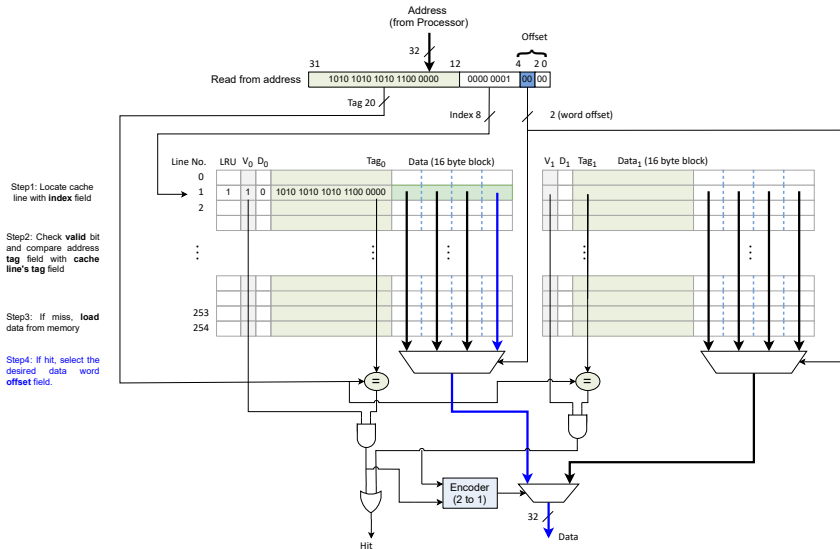 Address
(from Processor)
32
Offset
31 12 4 2 0
Read from address 1010 1010 1010 1100 0000 0000 0001 00 00
Tag 20 Index 8 2 (word offset)
Line No. LRU V0 D0 Tag0 Data (16 byte block) V1 D1 Tag1 Data1 (16 byte block)
0
1 1 1 0 1010 1010 1010 1100 0000
2
...
253
254
Step1: Locate cache
line with index field
Step2: Check valid bit
and compare address
tag field with cache
line's tag field
Step3: If miss, load
data from memory
Step4: If hit, select the
desired data word
offset field.
= =
Encoder
(2 to 1)
32
Hit Data